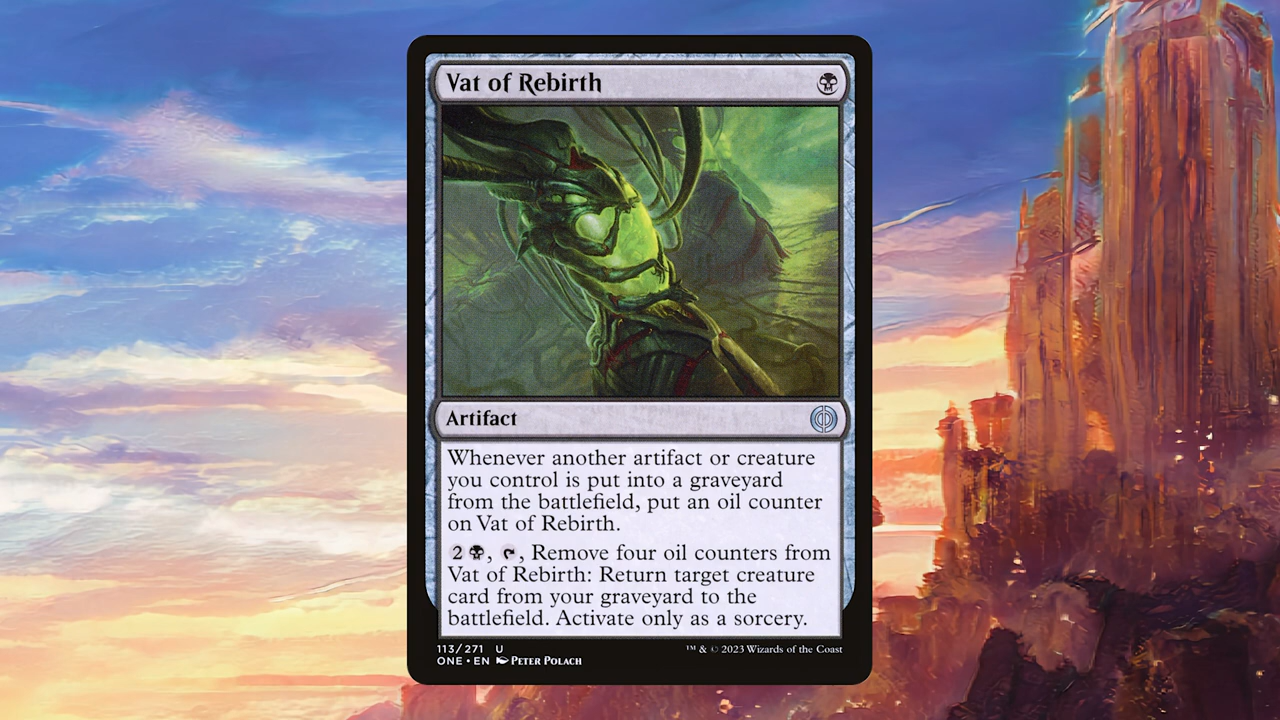 Vat of Rebirth
Artifact
Whenever another artifact or creature
you control is put into a graveyard
from the battlefield, put an oil counter
on Vat of Rebirth.
2 , , Remove four oil counters from
Vat of Rebirth: Return target creature
card from your graveyard to the
battlefield. Activate only as a sorcery.
113/271 U
ONE • EN Peter Polach
™ & © 2023 Wizards of the Coast